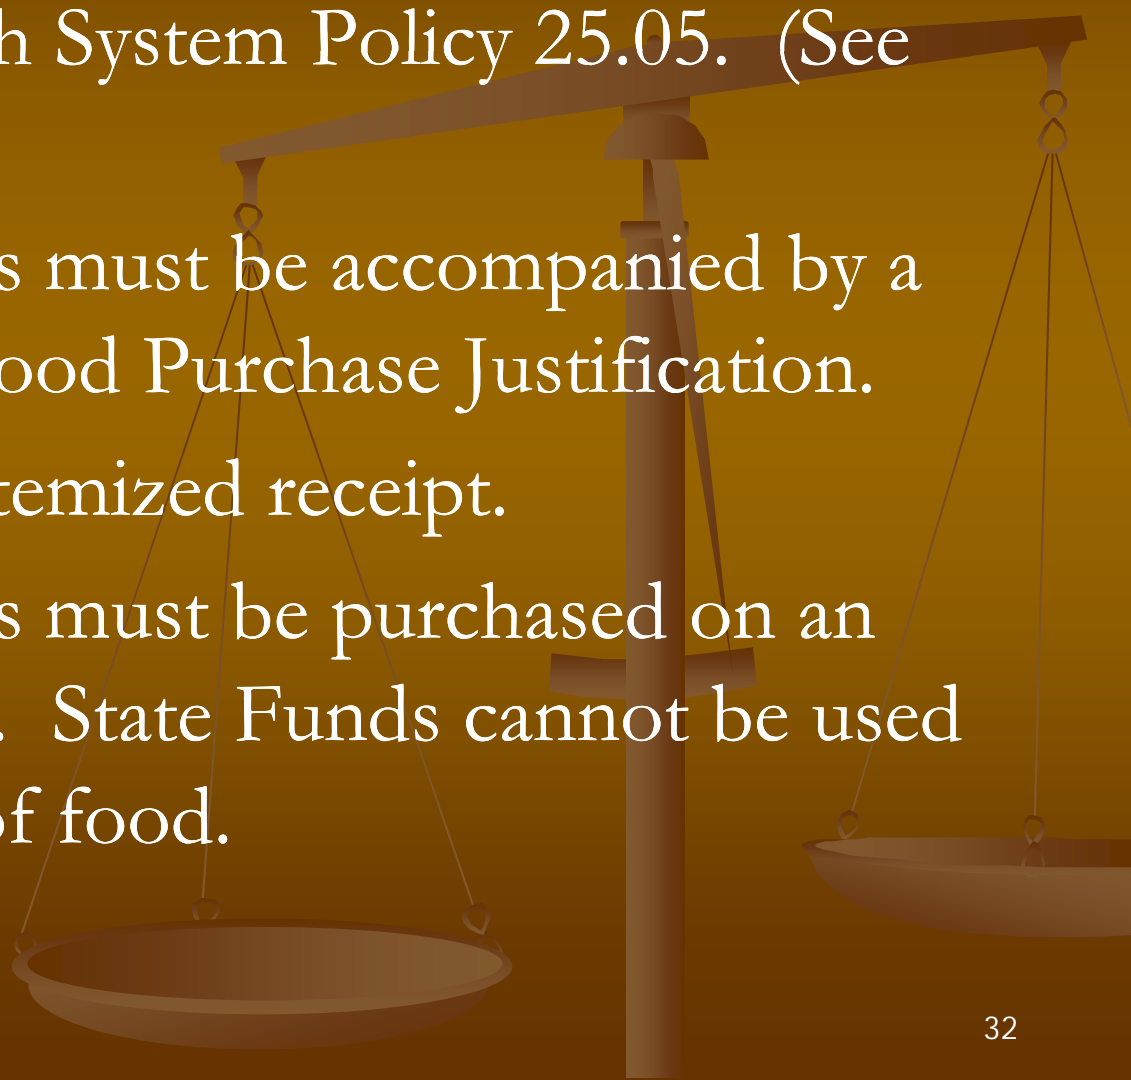 h System Policy 25.05. (See
s must be accompanied by a
ood Purchase Justification.
temized receipt.
s must be purchased on an
. State Funds cannot be used
of food.
32